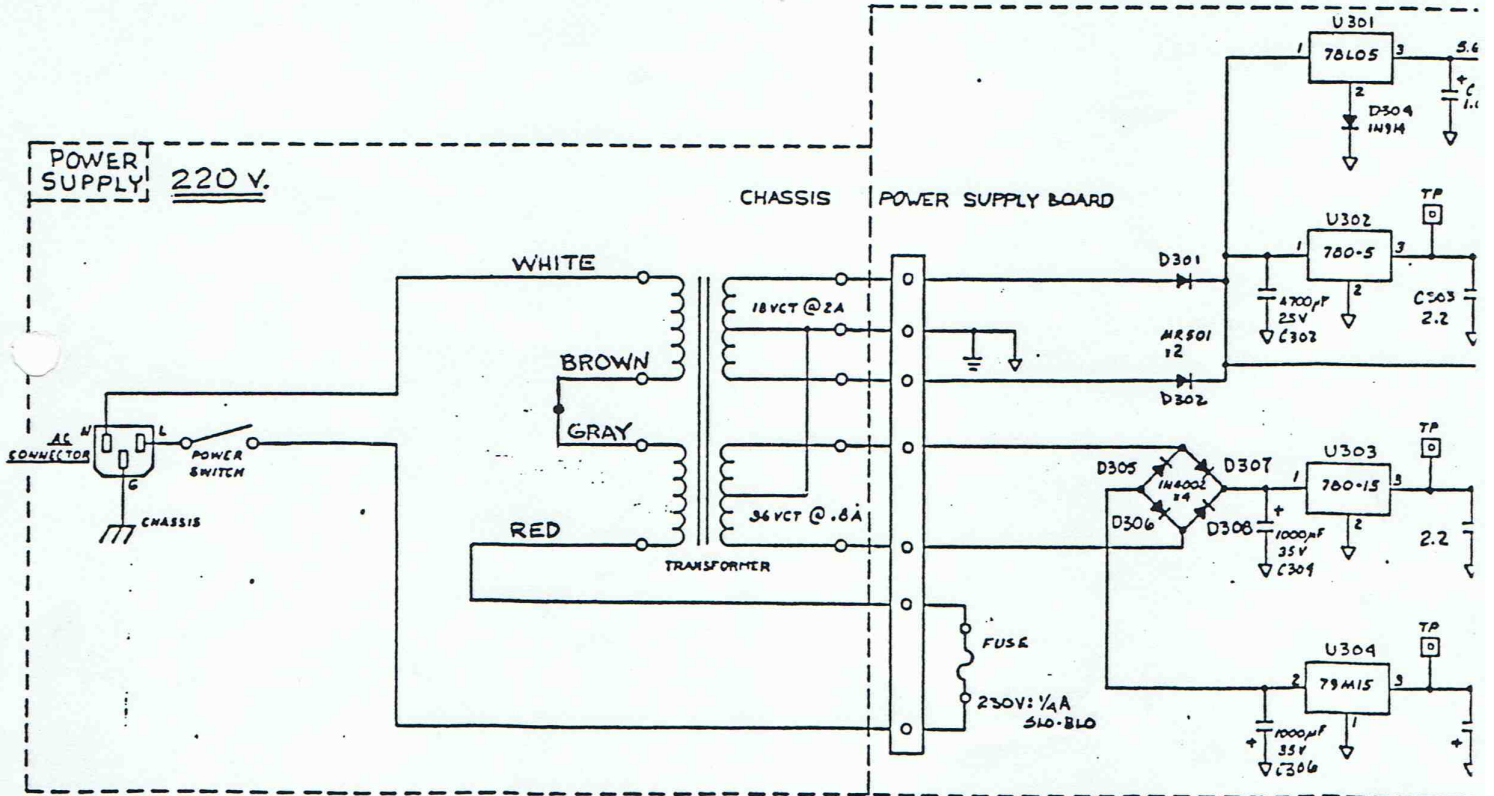 POWER
SUPPLY
220 V.
CHASSIS
POWER SUPPLY BOARD
U301
1
78L05
3
5.6
2
+
D304
1N914
WHITE
BROWN
GRAY
RED
18VCT @ 2A
36VCT @ .8A
TRANSFORMER
AC
CONNECTOR
N
L
G
POWER
SWITCH
CHASSIS
D301
MR501
x2
D302
U302
1
780-5
3
2
TP
4700µF
25V
C302
C303
2.2
D305
D307
1N4002
x4
D306
D308
U303
1
780-15
3
2
TP
+
1000µF
35V
C304
2.2
FUSE
230V: 1/4A
SLO-BLO
U304
2
79M15
3
1
TP
+
1000µF
35V
C306
+